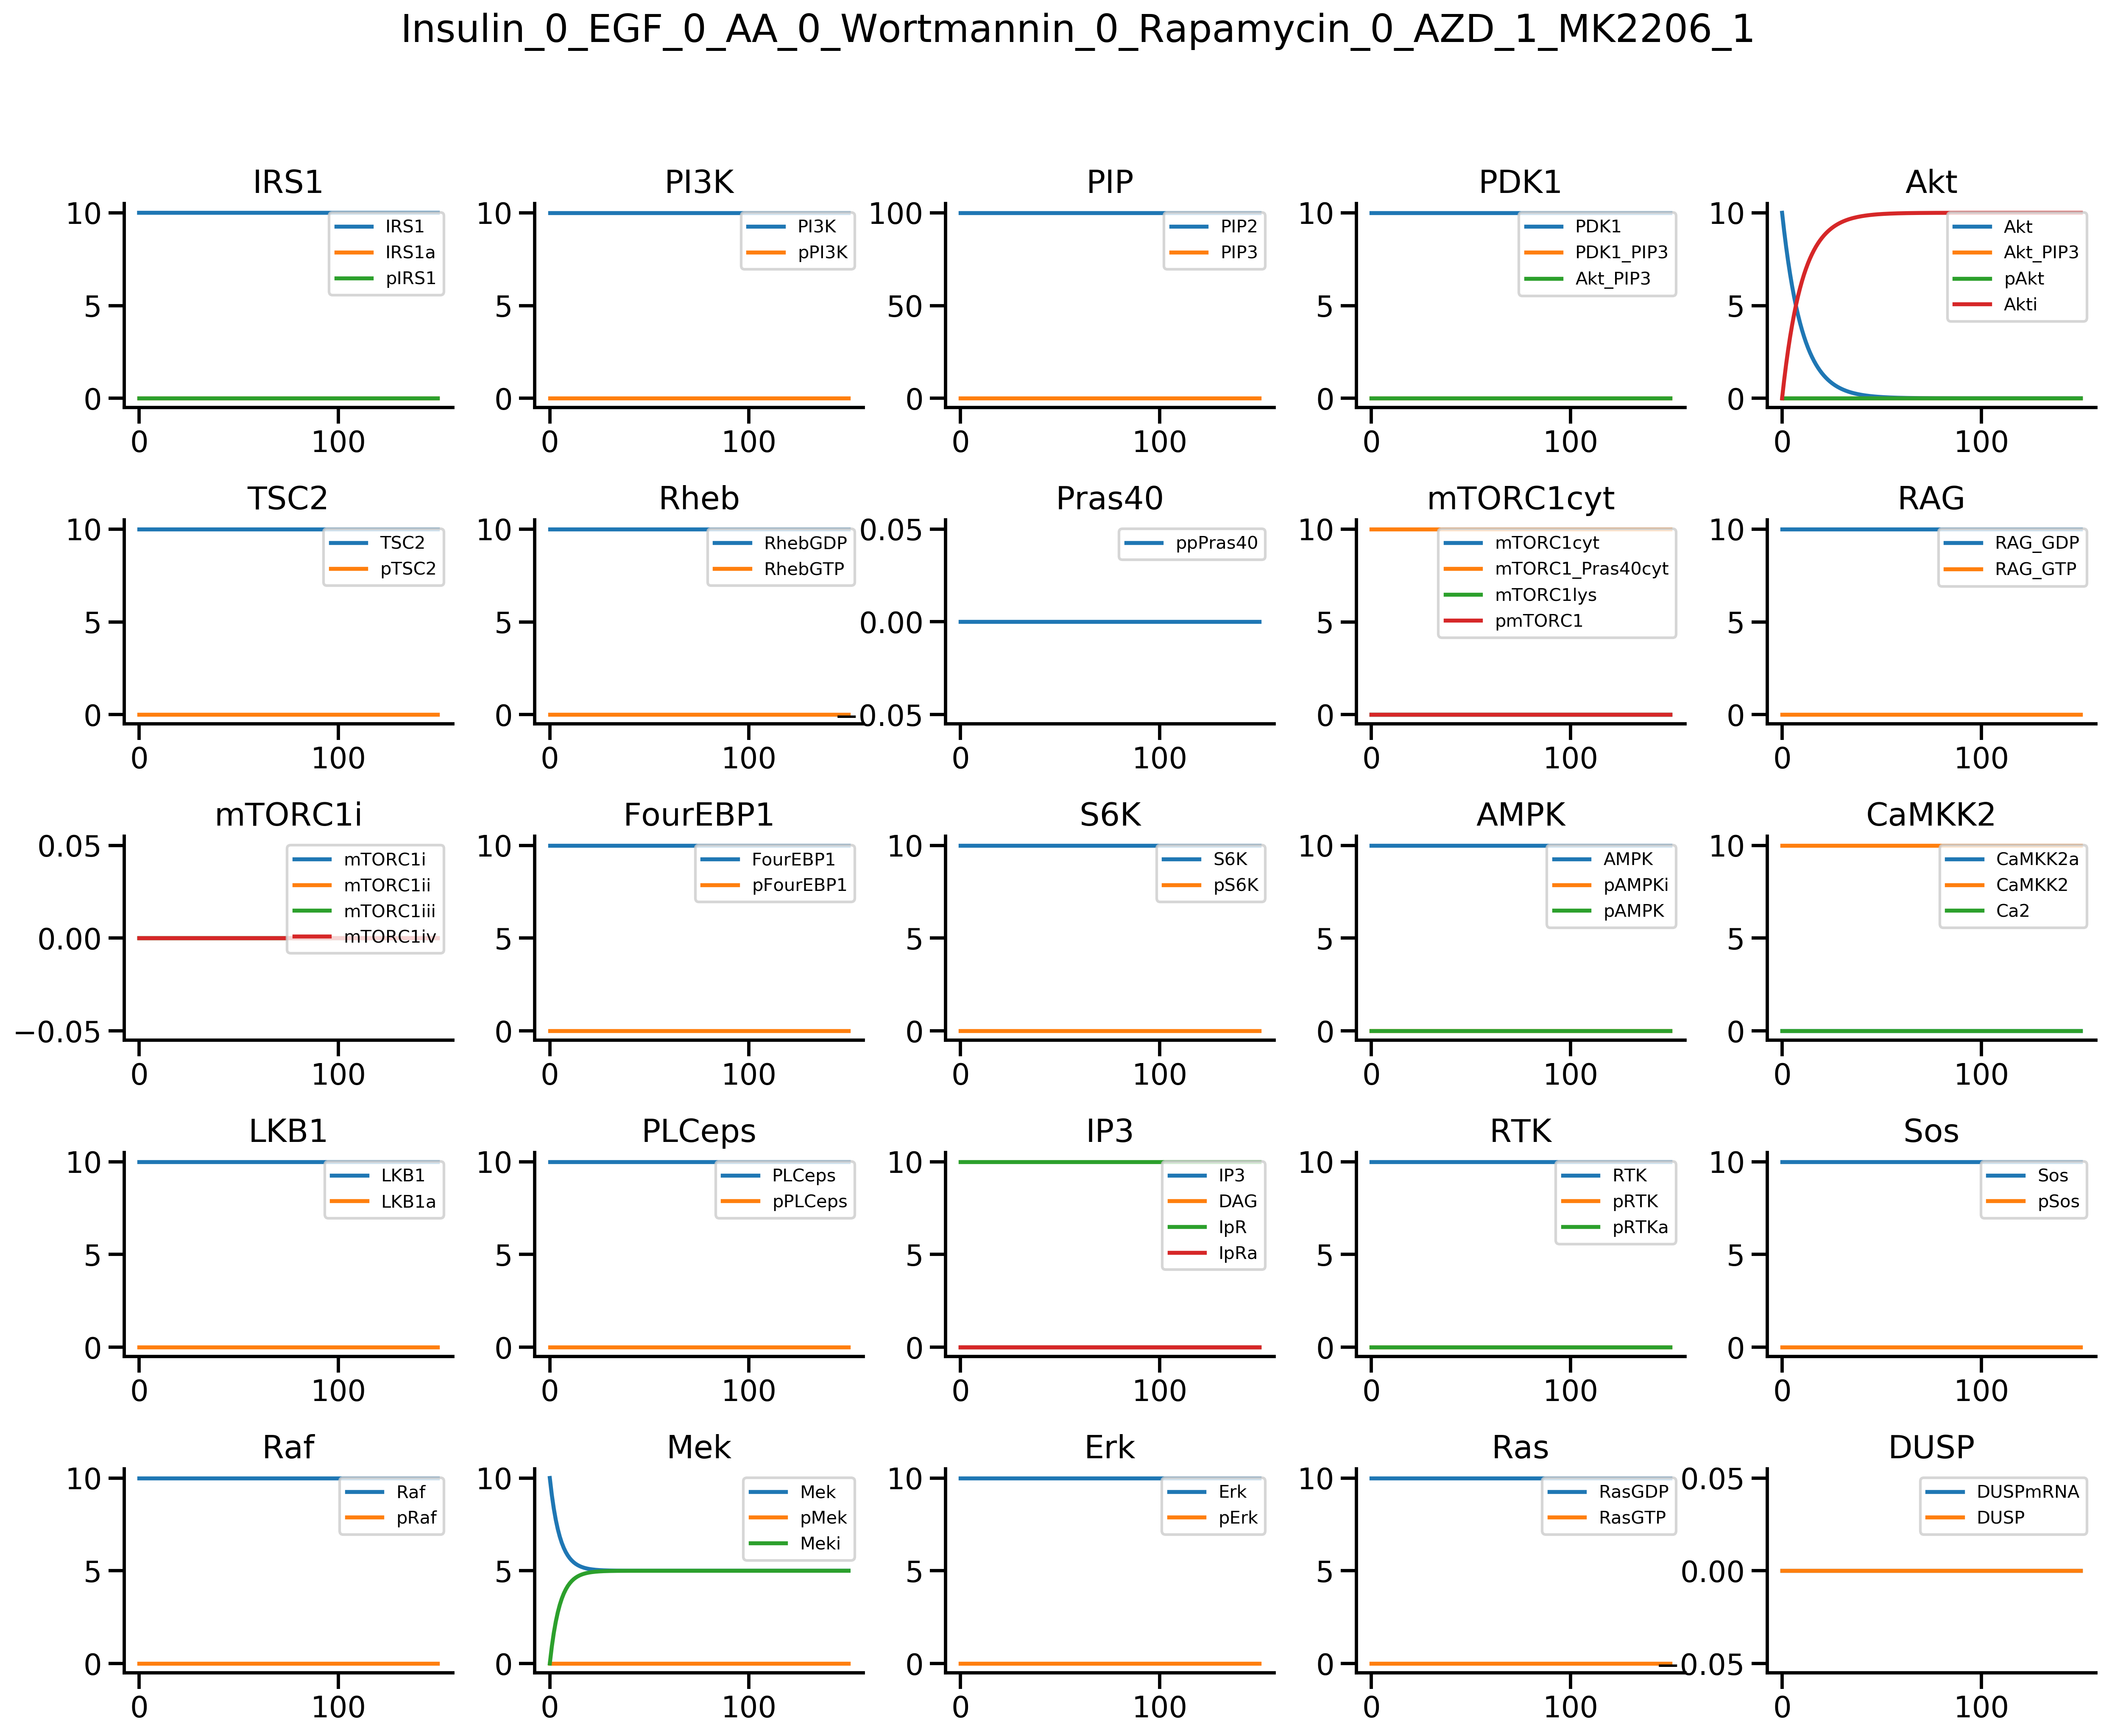 Insulin_0_EGF_0_AA_0_Wortmannin_0_Rapamycin_0_AZD_1_MK2206_1
IRS1
10
5
0
0
100
IRS1
IRS1a
pIRS1
PI3K
10
5
0
0
100
PI3K
pPI3K
PIP
100
50
0
0
100
PIP2
PIP3
PDK1
10
5
0
0
100
PDK1
PDK1_PIP3
Akt_PIP3
Akt
10
5
0
0
100
Akt
Akt_PIP3
pAkt
Akti
TSC2
10
5
0
0
100
TSC2
pTSC2
Rheb
10
5
0
0
100
RhebGDP
RhebGTP
Pras40
0.05
0.00
−0.05
0
100
ppPras40
mTORC1cyt
10
5
0
0
100
mTORC1cyt
mTORC1_Pras40cyt
mTORC1lys
pmTORC1
RAG
10
5
0
0
100
RAG_GDP
RAG_GTP
mTORC1i
0.05
0.00
−0.05
0
100
mTORC1i
mTORC1ii
mTORC1iii
mTORC1iv
FourEBP1
10
5
0
0
100
FourEBP1
pFourEBP1
S6K
10
5
0
0
100
S6K
pS6K
AMPK
10
5
0
0
100
AMPK
pAMPKi
pAMPK
CaMKK2
10
5
0
0
100
CaMKK2a
CaMKK2
Ca2
LKB1
10
5
0
0
100
LKB1
LKB1a
PLCeps
10
5
0
0
100
PLCeps
pPLCeps
IP3
10
5
0
0
100
IP3
DAG
IpR
IpRa
RTK
10
5
0
0
100
RTK
pRTK
pRTKa
Sos
10
5
0
0
100
Sos
pSos
Raf
10
5
0
0
100
Raf
pRaf
Mek
10
5
0
0
100
Mek
pMek
Meki
Erk
10
5
0
0
100
Erk
pErk
Ras
10
5
0
0
100
RasGDP
RasGTP
DUSP
0.05
0.00
−0.05
0
100
DUSPmRNA
DUSP